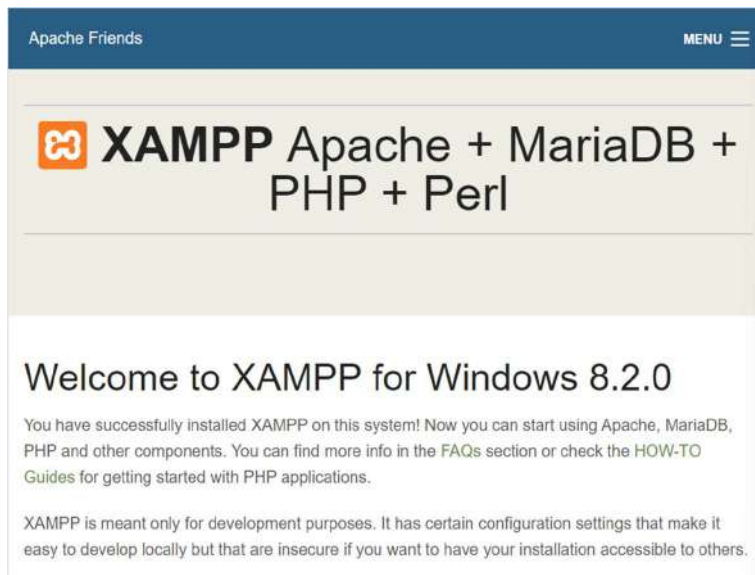 Apache Friends
MENU
XAMPP Apache + MariaDB +
PHP + Perl
Welcome to XAMPP for Windows 8.2.0
You have successfully installed XAMPP on this system! Now you can start using Apache, MariaDB,
PHP and other components. You can find more info in the FAQs section or check the HOW-TO
Guides for getting started with PHP applications.
XAMPP is meant only for development purposes. It has certain configuration settings that make it
easy to develop locally but that are insecure if you want to have your installation accessible to others.